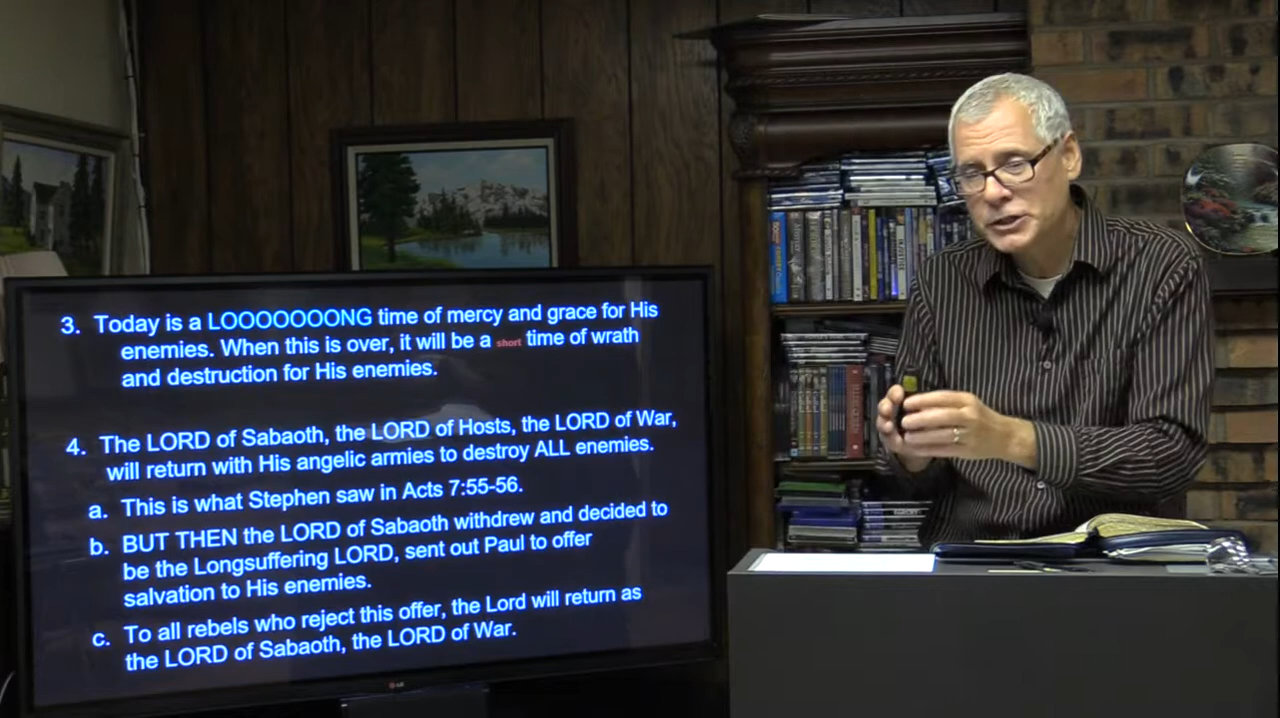 3. Today is a LOOOOOOONG time of mercy and grace for His
enemies. When this is over, it will be a short time of wrath
and destruction for His enemies.
4. The LORD of Sabaoth, the LORD of Hosts, the LORD of War,
will return with His angelic armies to destroy ALL enemies.
a. This is what Stephen saw in Acts 7:55-56.
b. BUT THEN the LORD of Sabaoth withdrew and decided to
be the Longsuffering LORD, sent out Paul to offer
salvation to His enemies.
c. To all rebels who reject this offer, the Lord will return as
the LORD of Sabaoth, the LORD of War.
LG